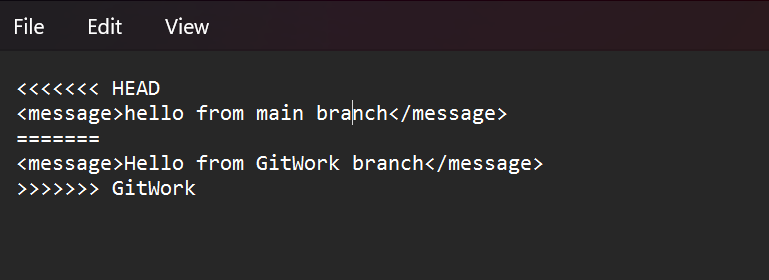 File Edit View
<<<<<<< HEAD
<message>hello from main branch</message>
=======
<message>Hello from GitWork branch</message>
>>>>>>> GitWork